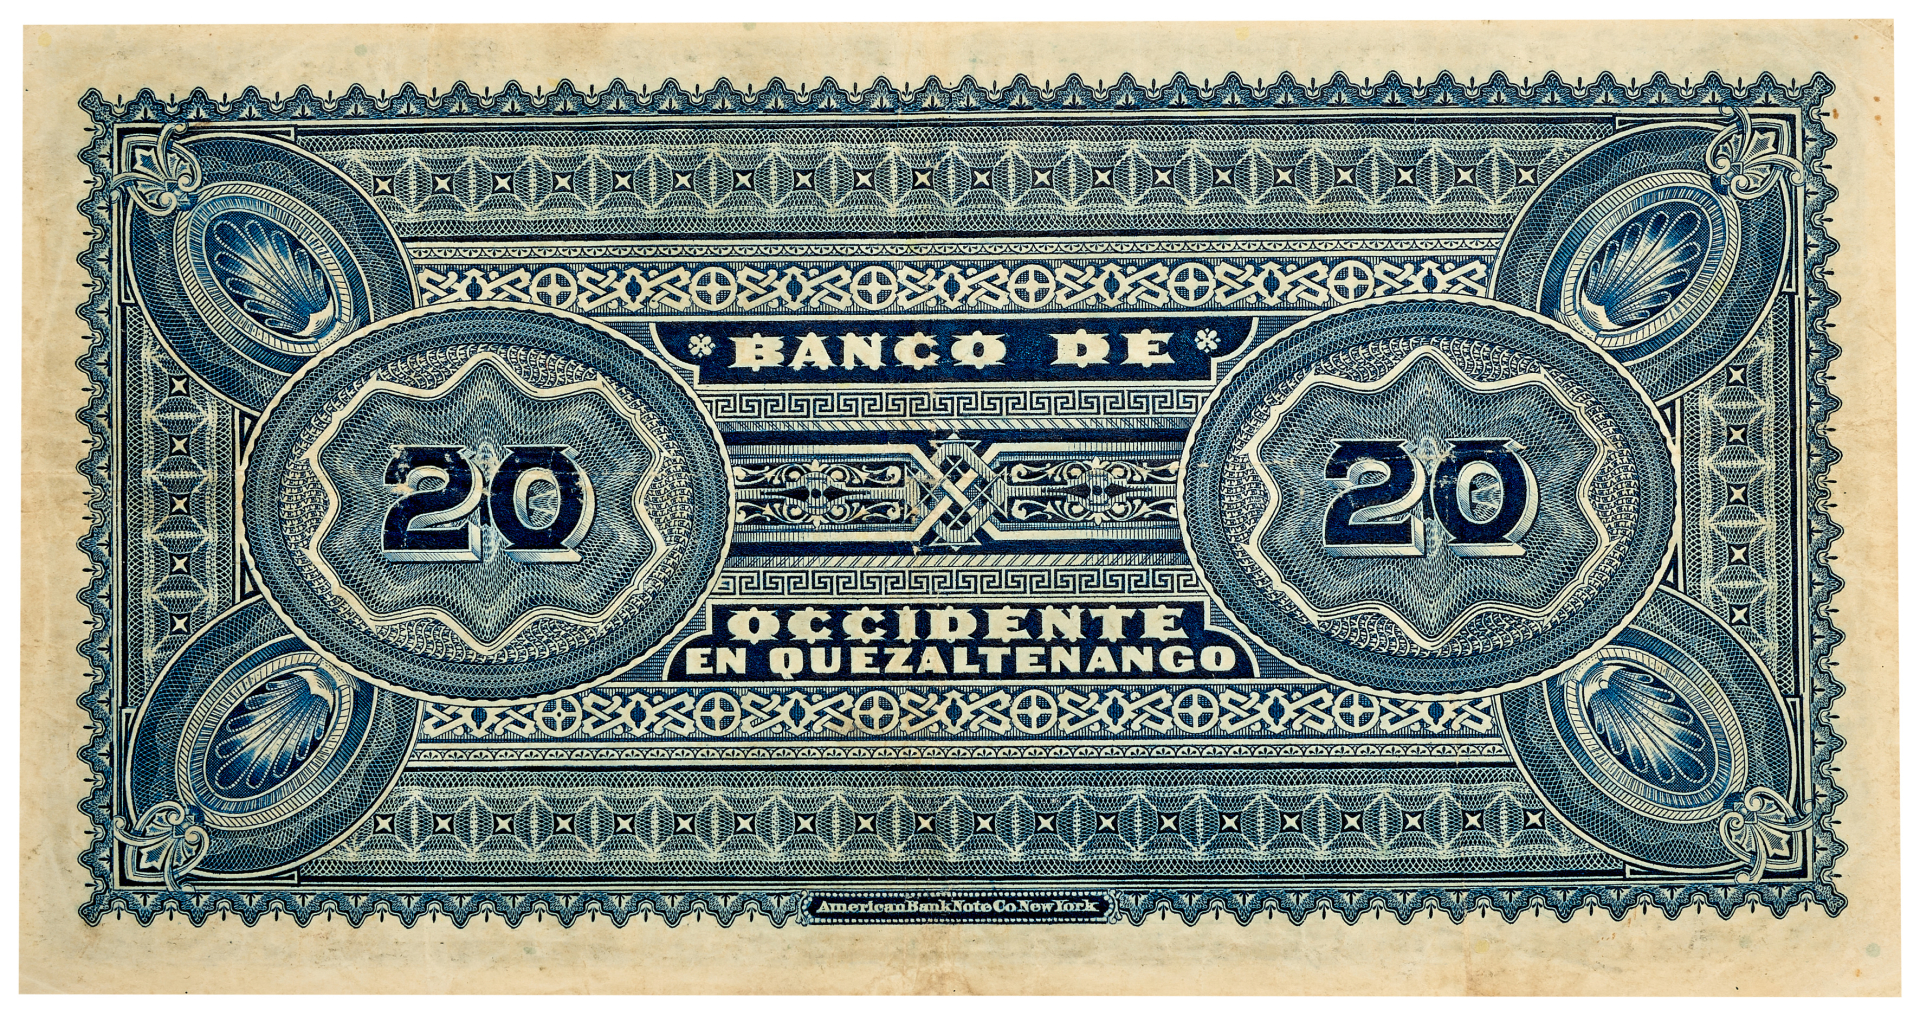 BANCO DE
20 20
OCCIDENTE
EN QUEZALTENANGO
American Bank Note Co New York